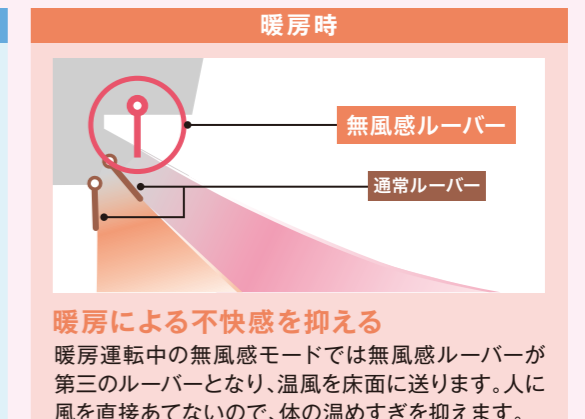 暖房時
無風感ルーバー
通常ルーバー
暖房による不快感を抑える
暖房運転中の無風感モードでは無風感ルーバーが
第三のルーバーとなり、温風を床面に送ります。人に
風を直接あてないので、体の温めすぎを抑えます。